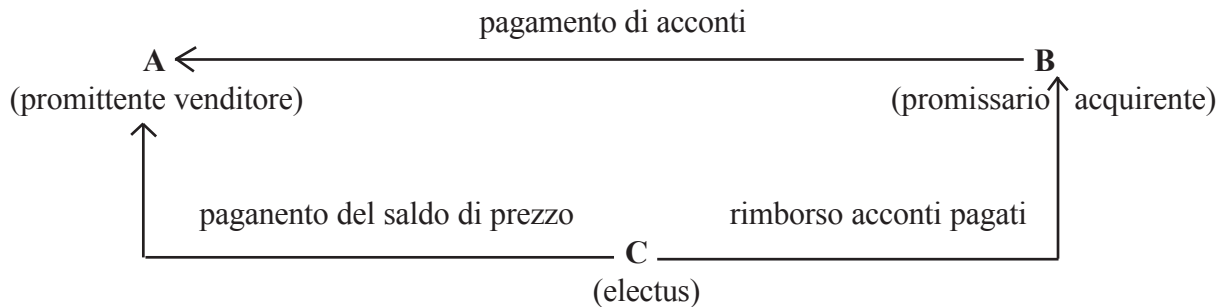 pagamento di acconti
A B
(promittente venditore) (promissario acquirente)
paganento del saldo di prezzo rimborso acconti pagati
C
(electus)